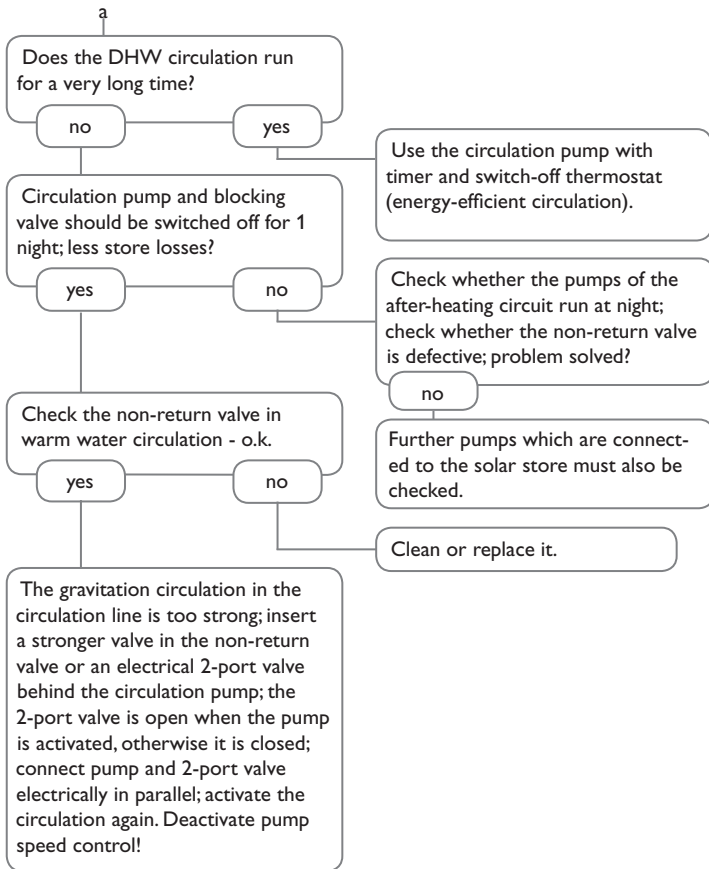 a
Does the DHW circulation run
for a very long time?
no
yes
Use the circulation pump with
timer and switch-off thermostat
(energy-efficient circulation).
Circulation pump and blocking
valve should be switched off for 1
night; less store losses?
yes
no
Check whether the pumps of the
after-heating circuit run at night;
check whether the non-return valve
is defective; problem solved?
no
Further pumps which are connect-
ed to the solar store must also be
checked.
Check the non-return valve in
warm water circulation - o.k.
yes
no
Clean or replace it.
The gravitation circulation in the
circulation line is too strong; insert
a stronger valve in the non-return
valve or an electrical 2-port valve
behind the circulation pump; the
2-port valve is open when the pump
is activated, otherwise it is closed;
connect pump and 2-port valve
electrically in parallel; activate the
circulation again. Deactivate pump
speed control!